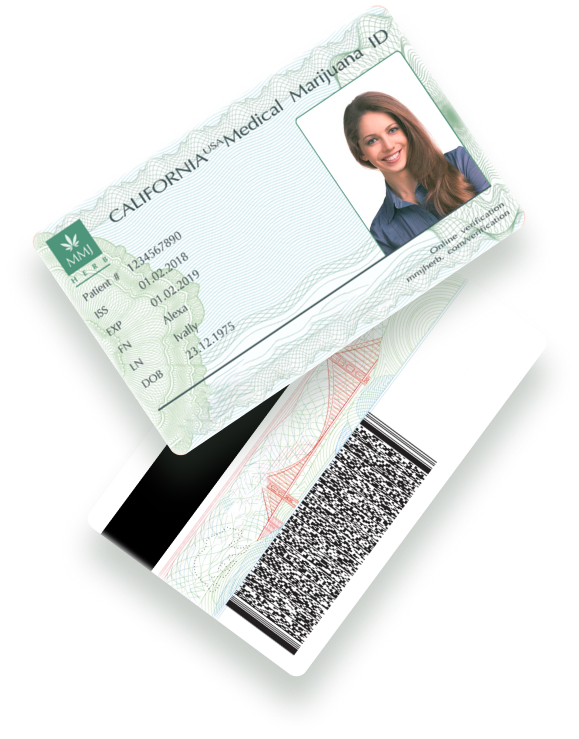 CALIFORNIA USA Medical Marijuana ID
MMJ
HERB
Patient # 1234567890
ISS 01.02.2018
EXP 01.02.2019
FN Alexa
LN Ivally
DOB 23.12.1975
Online verification
mmjherb. com/verification